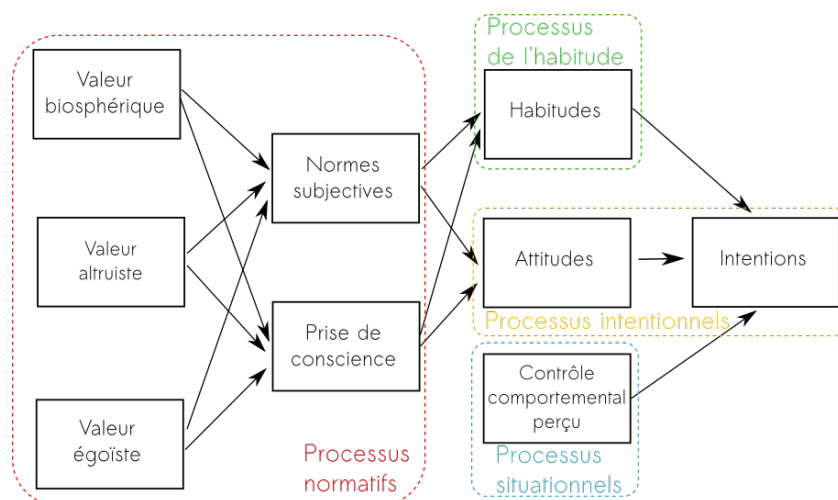 Valeur
biosphérique
Valeur
altruiste
Valeur
égoïste
Normes
subjectives
Prise de
conscience
Processus
normatifs
Processus
de l'habitude
Habitudes
Attitudes
Intentions
Processus intentionnels
Contrôle
comportemental
perçu
Processus
situationnels